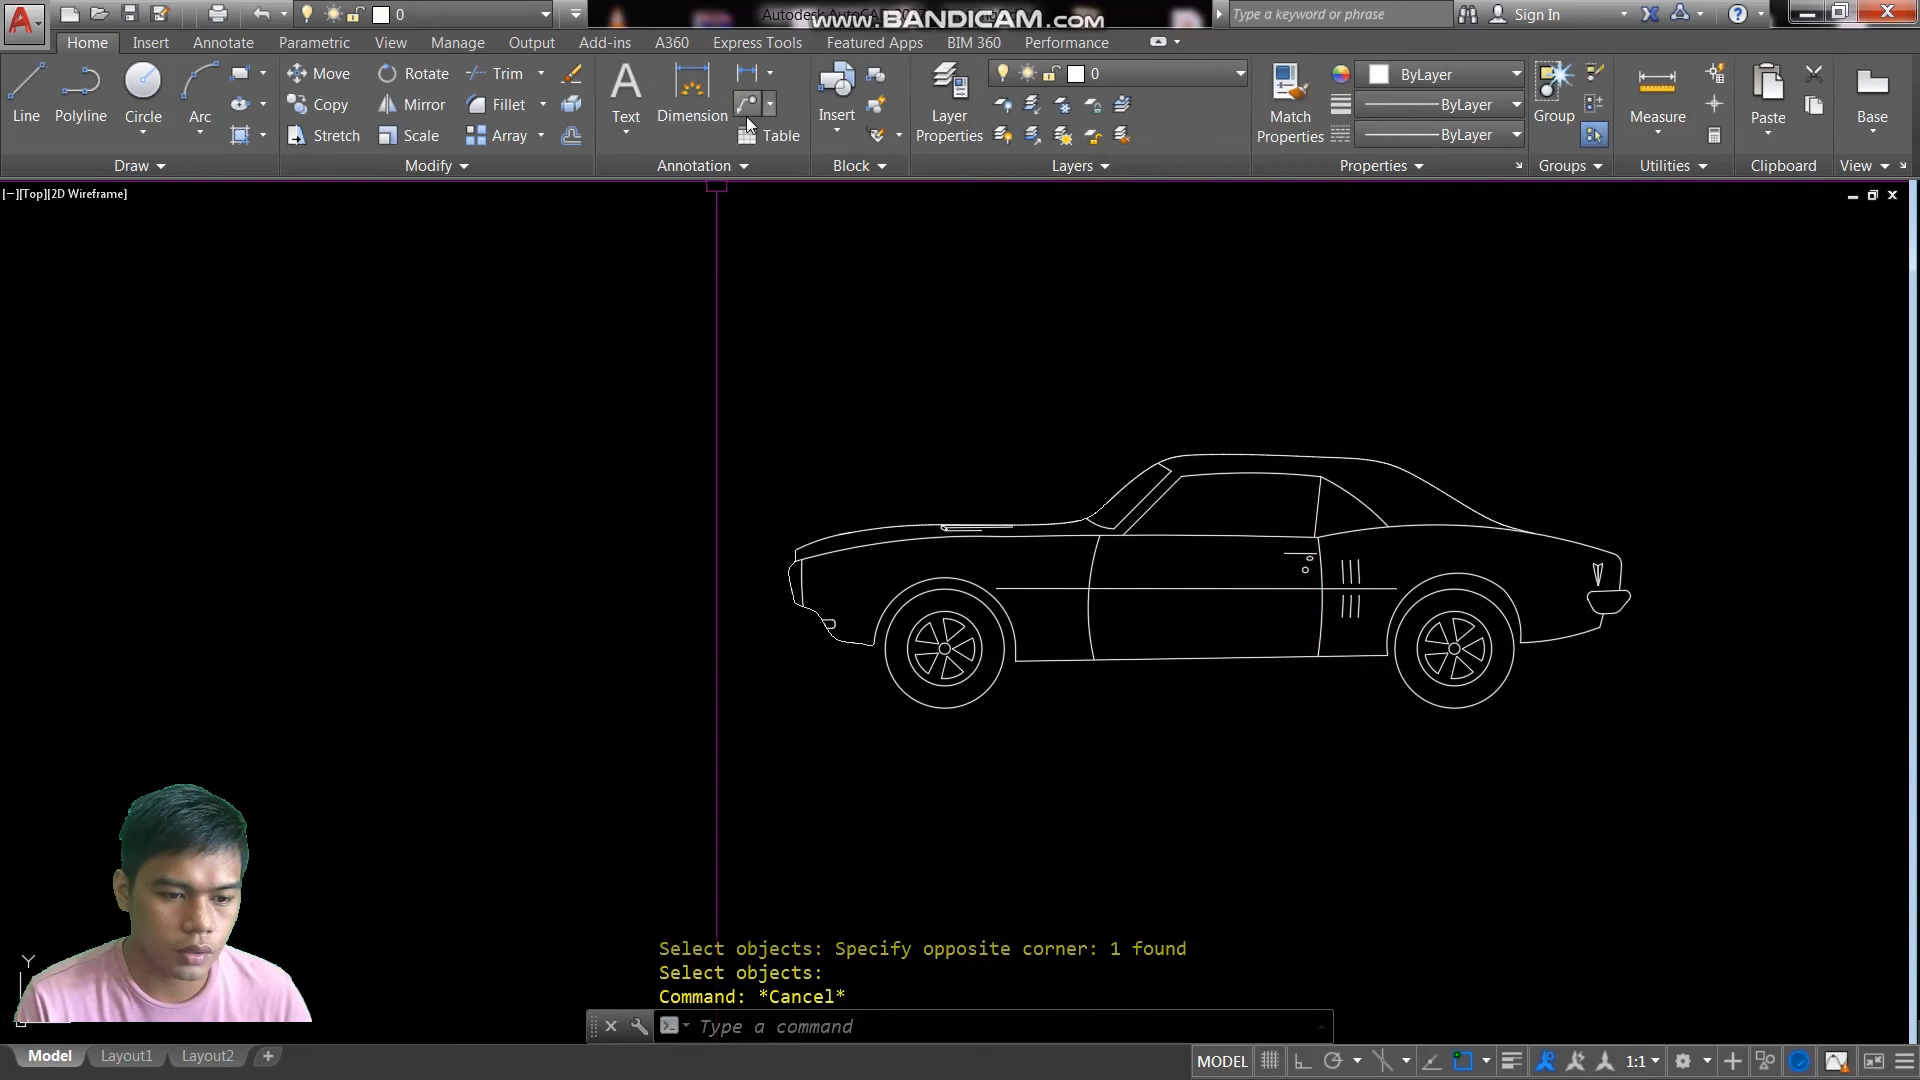 0
Autodesk AutoCAD
www.BANDICAM.com
Type a keyword or phrase
Sign In
Home
Insert
Annotate
Parametric
View
Manage
Output
Add-ins
A360
Express Tools
Featured Apps
BIM 360
Performance
Line
Polyline
Circle
Arc
Move
Rotate
Trim
Copy
Mirror
Fillet
Stretch
Scale
Array
Text
Dimension
Table
Insert
Layer
Properties
0
Match
Properties
ByLayer
ByLayer
ByLayer
Group
Measure
Paste
Base
Draw
Modify
Annotation
Block
Layers
Properties
Groups
Utilities
Clipboard
View
[−][Top][2D Wireframe]
Select objects: Specify opposite corner: 1 found
Select objects:
Command: *Cancel*
Type a command
Y
Model
Layout1
Layout2
MODEL
1:1